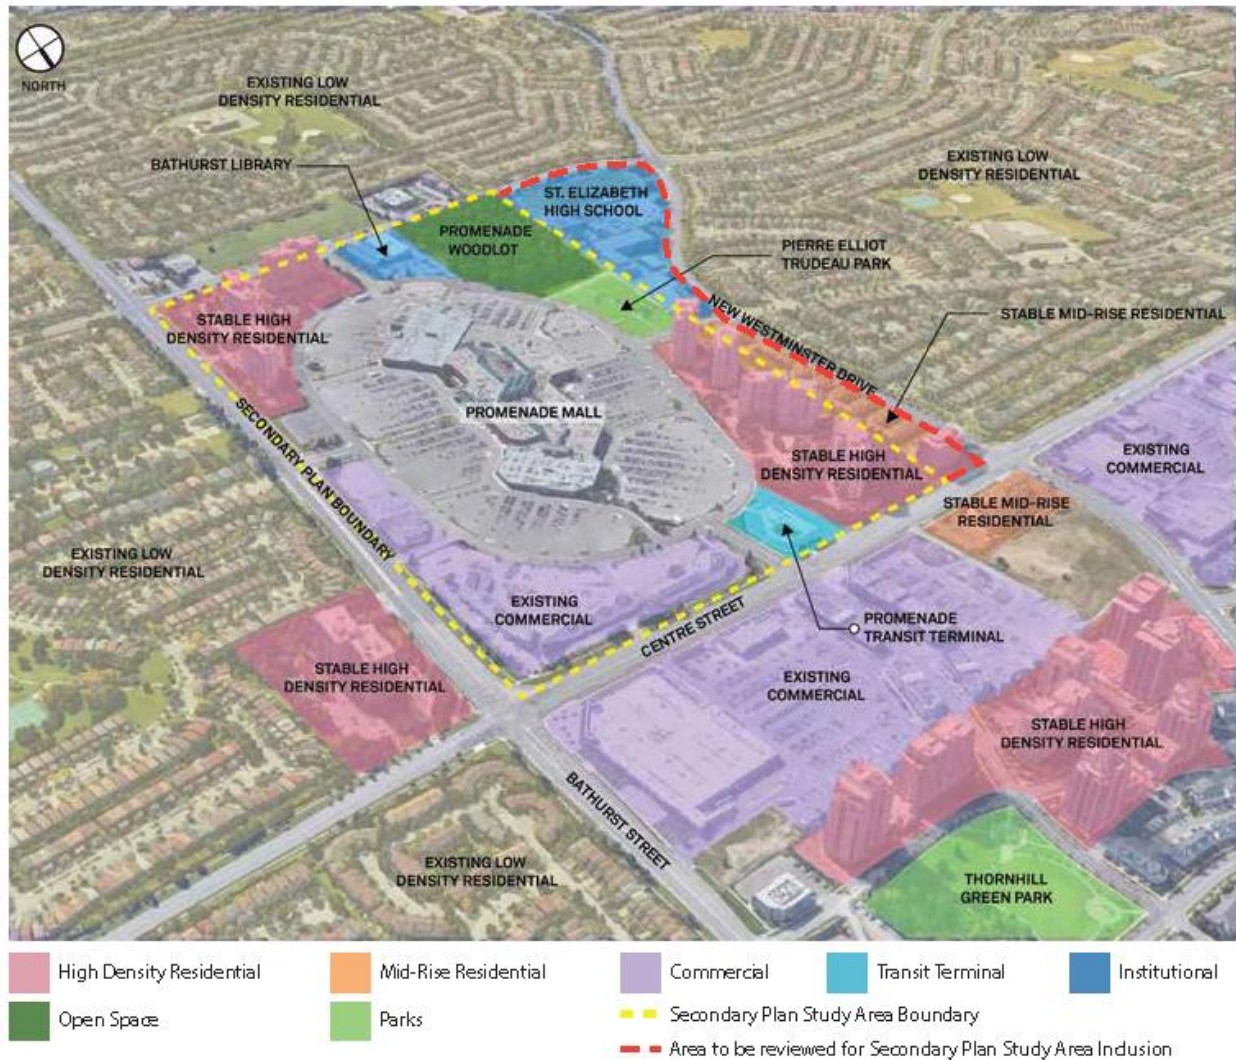 NORTH
EXISTING LOW
DENSITY RESIDENTIAL
BATHURST LIBRARY
ST. ELIZABETH
HIGH SCHOOL
EXISTING LOW
DENSITY RESIDENTIAL
PROMENADE
WOODLOT
PIERRE ELLIOT
TRUDEAU PARK
NEW WESTMINSTER DRIVE
STABLE MID-RISE RESIDENTIAL
STABLE HIGH
DENSITY RESIDENTIAL
PROMENADE MALL
SECONDARY PLAN BOUNDARY
STABLE HIGH
DENSITY RESIDENTIAL
EXISTING
COMMERCIAL
STABLE MID-RISE
RESIDENTIAL
EXISTING LOW
DENSITY RESIDENTIAL
EXISTING
COMMERCIAL
CENTRE STREET
PROMENADE
TRANSIT TERMINAL
STABLE HIGH
DENSITY RESIDENTIAL
EXISTING
COMMERCIAL
STABLE HIGH
DENSITY RESIDENTIAL
BATHURST STREET
EXISTING LOW
DENSITY RESIDENTIAL
THORNHILL
GREEN PARK
High Density Residential
Mid-Rise Residential
Commercial
Transit Terminal
Institutional
Open Space
Parks
Secondary Plan Study Area Boundary
Area to be reviewed for Secondary Plan Study Area Inclusion